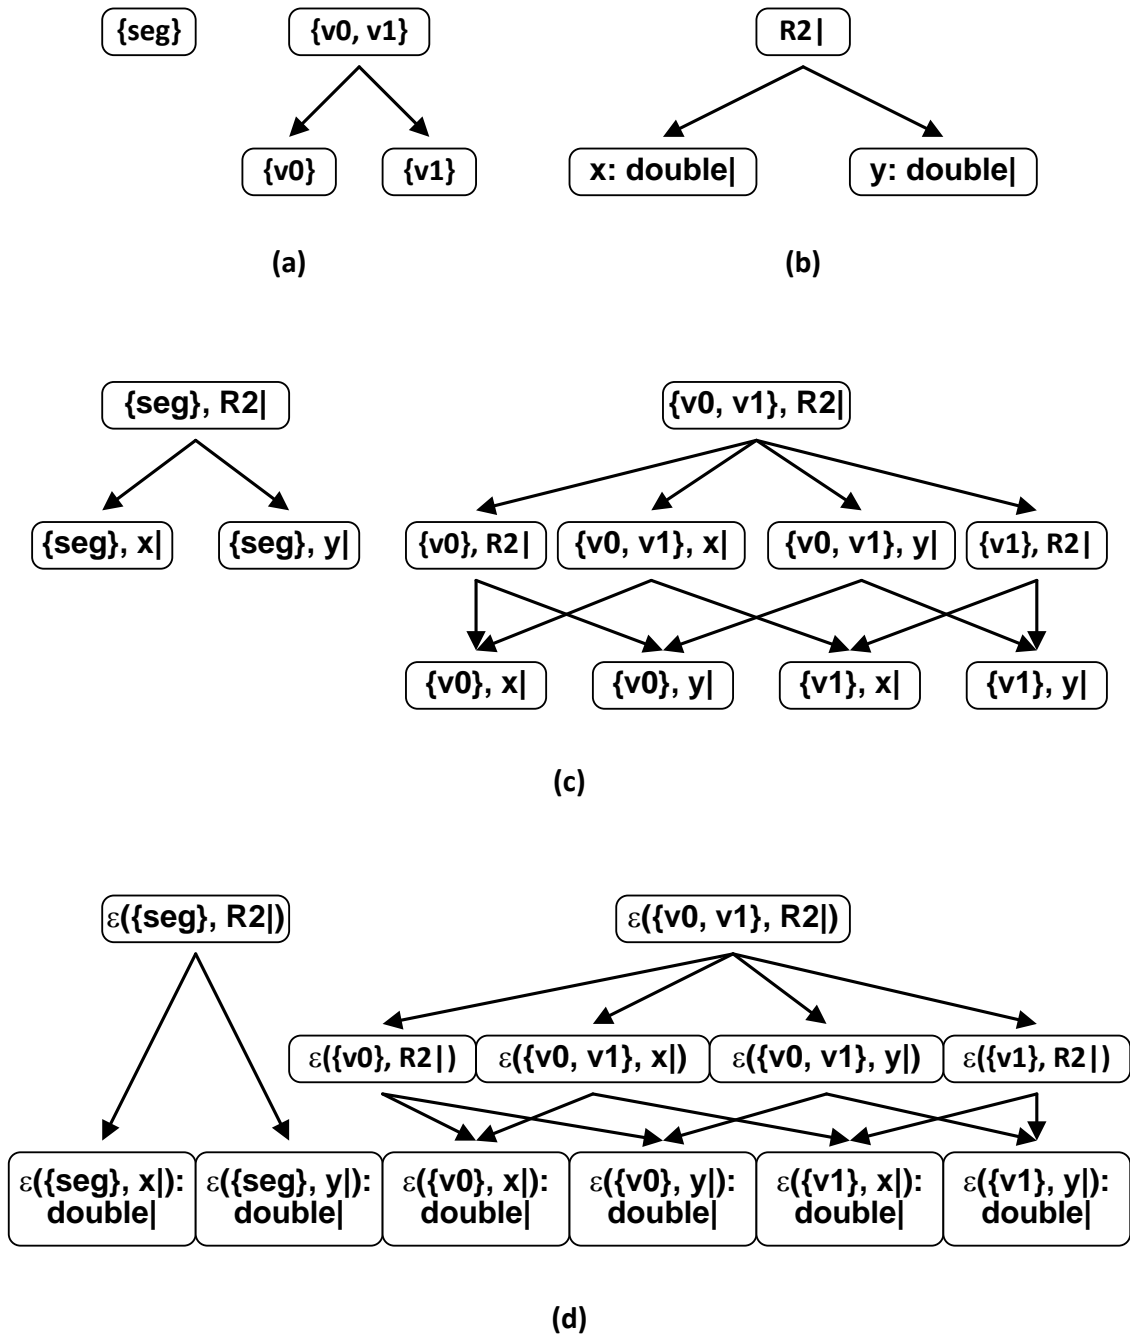 {seg} {v0, v1} R2|
{v0} {v1} x: double| y: double|
(a) (b)
{seg}, R2| {v0, v1}, R2|
{seg}, x| {seg}, y| {v0}, R2| {v0, v1}, x| {v0, v1}, y| {v1}, R2|
{v0}, x| {v0}, y| {v1}, x| {v1}, y|
(c)
ε({seg}, R2|) ε({v0, v1}, R2|)
ε({v0}, R2|) ε({v0, v1}, x|) ε({v0, v1}, y|) ε({v1}, R2|)
ε({seg}, x|): ε({seg}, y|): ε({v0}, x|): ε({v0}, y|): ε({v1}, x|): ε({v1}, y|):
double| double| double| double| double| double|
(d)